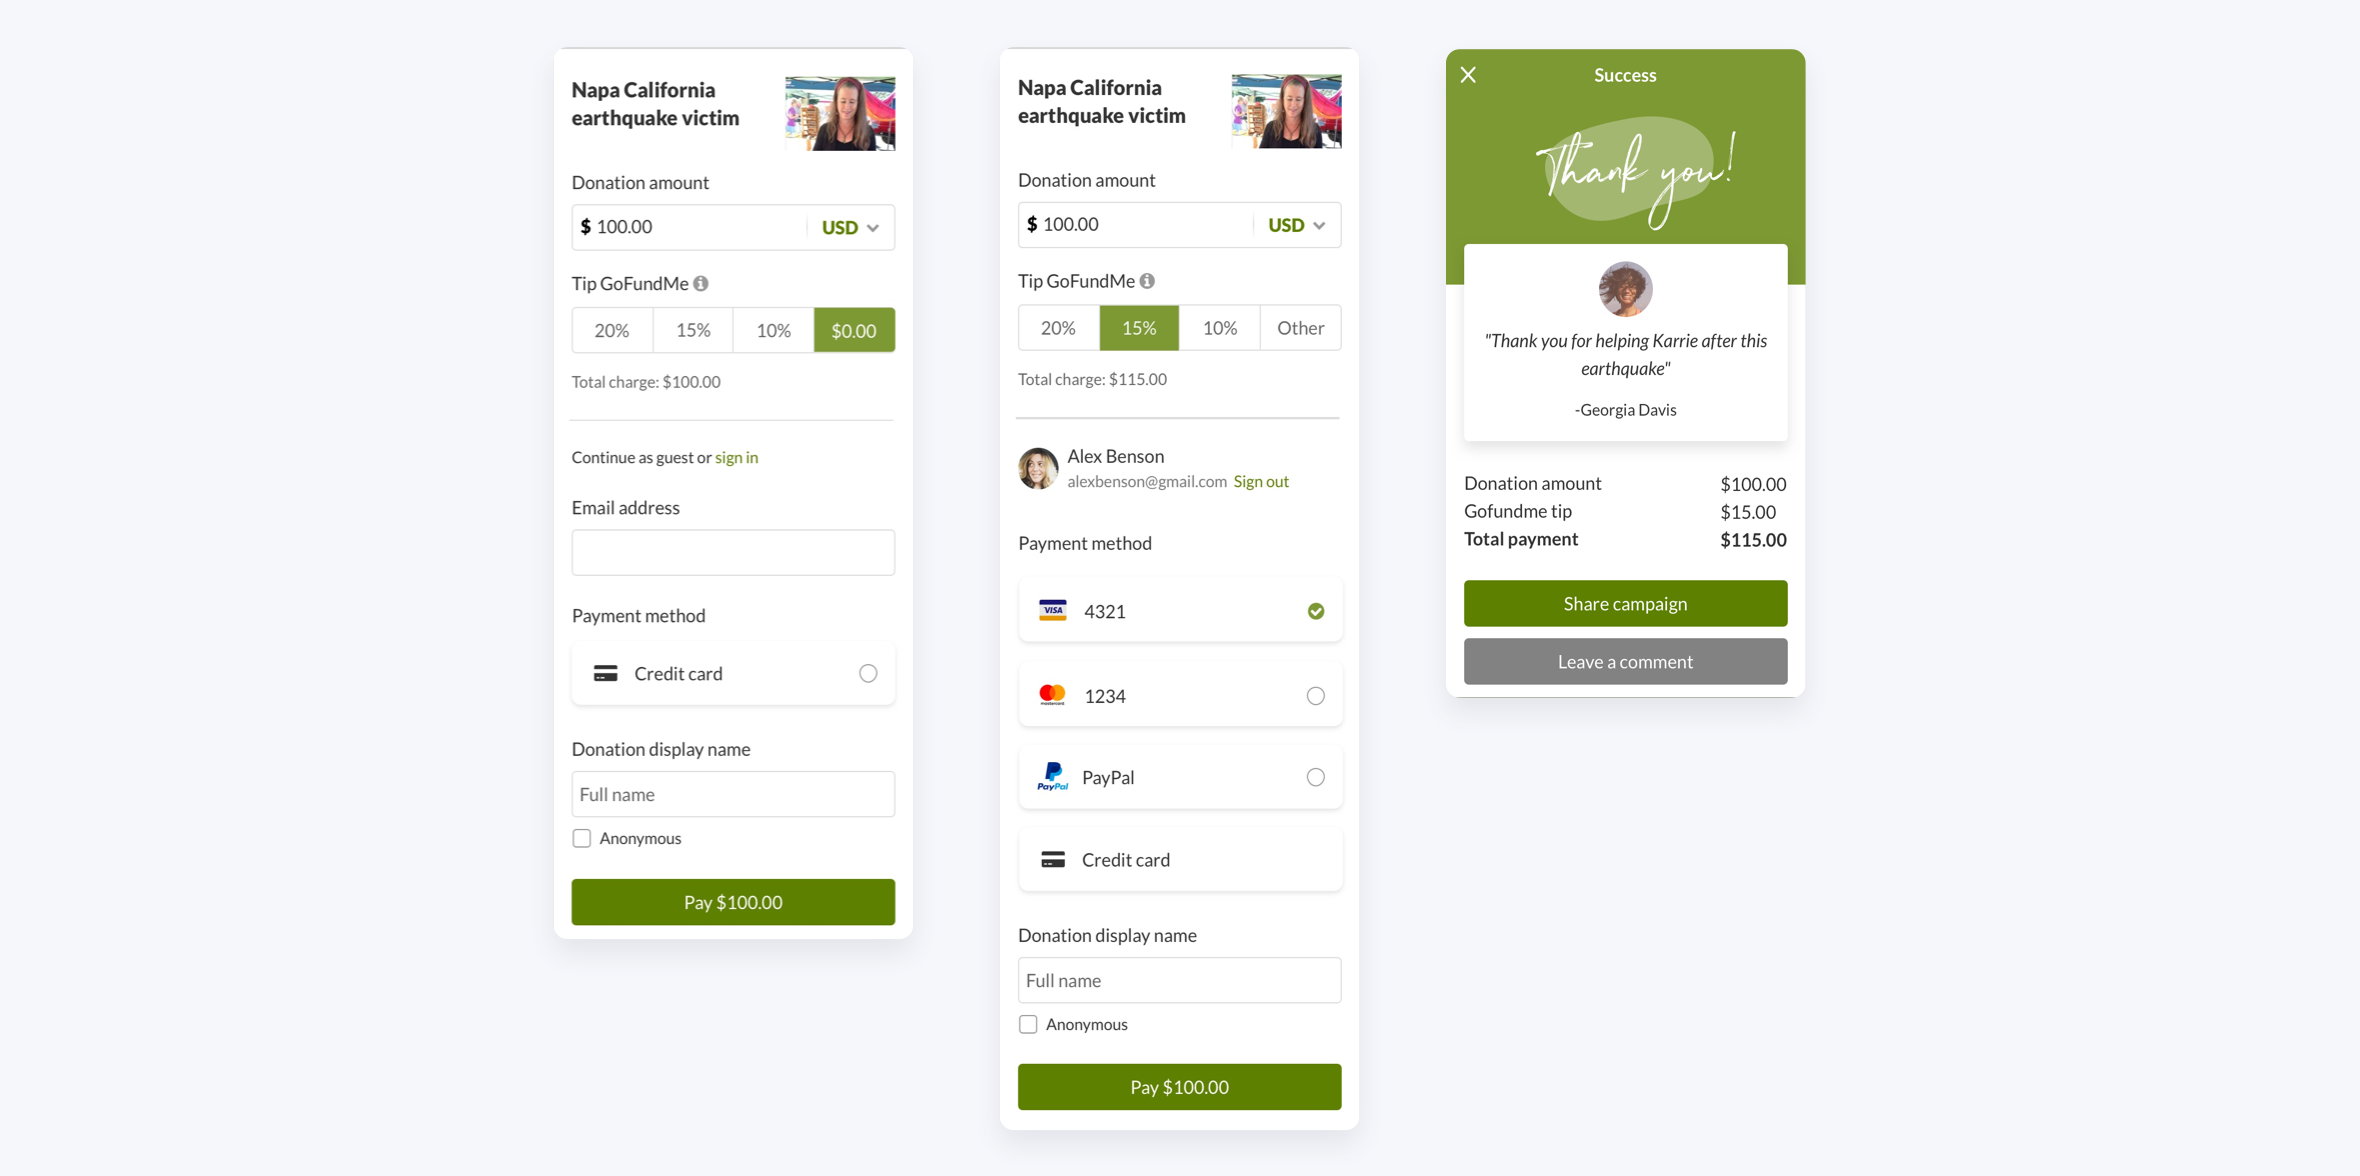 Napa California
earthquake victim
Donation amount
$ 100.00
USD
Tip GoFundMe
20%
15%
10%
$0.00
Total charge: $100.00
Continue as guest or sign in
Email address
Payment method
Credit card
Donation display name
Full name
Anonymous
Pay $100.00
Napa California
earthquake victim
Donation amount
$ 100.00
USD
Tip GoFundMe
20%
15%
10%
Other
Total charge: $115.00
Alex Benson
alexbenson@gmail.com Sign out
Payment method
VISA
4321
mastercard
1234
PayPal
PayPal
Credit card
Donation display name
Full name
Anonymous
Pay $100.00
Success
Thank you!
"Thank you for helping Karrie after this
earthquake"
-Georgia Davis
Donation amount $100.00
Gofundme tip $15.00
Total payment $115.00
Share campaign
Leave a comment